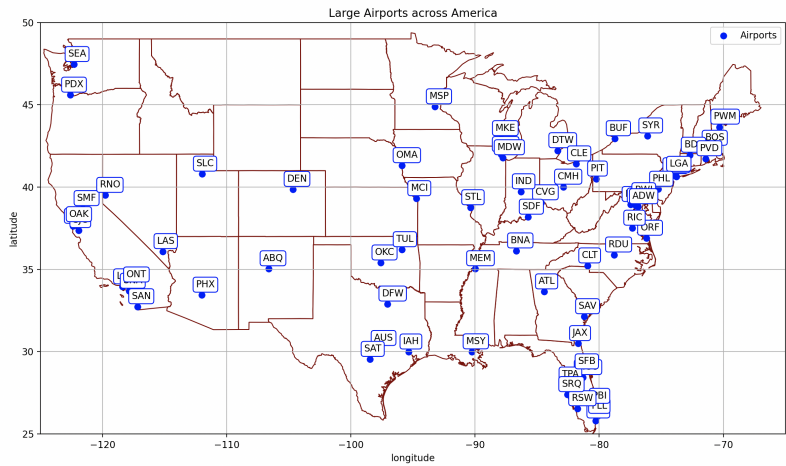 Large Airports across America
Airports
50
45
40
35
30
25
latitude
SEA
PDX
MSP
PWM
MKE
BUF
SYR
BOS
DTW
MDW
BD
PVD
OMA
CLE
SLC
PIT
LGA
RNO
DEN
MCI
IND
CMH
PHL
SMF
STL
CVG
ADW
OAK
SDF
RIC
ORF
LAS
TUL
BNA
RDU
ABQ
OKC
MEM
CLT
ONT
PHX
ATL
SAN
DFW
SAV
AUS
IAH
MSY
JAX
SAT
SFB
TPA
SRQ
RSW
−120
−110
−100
−90
−80
−70
longitude